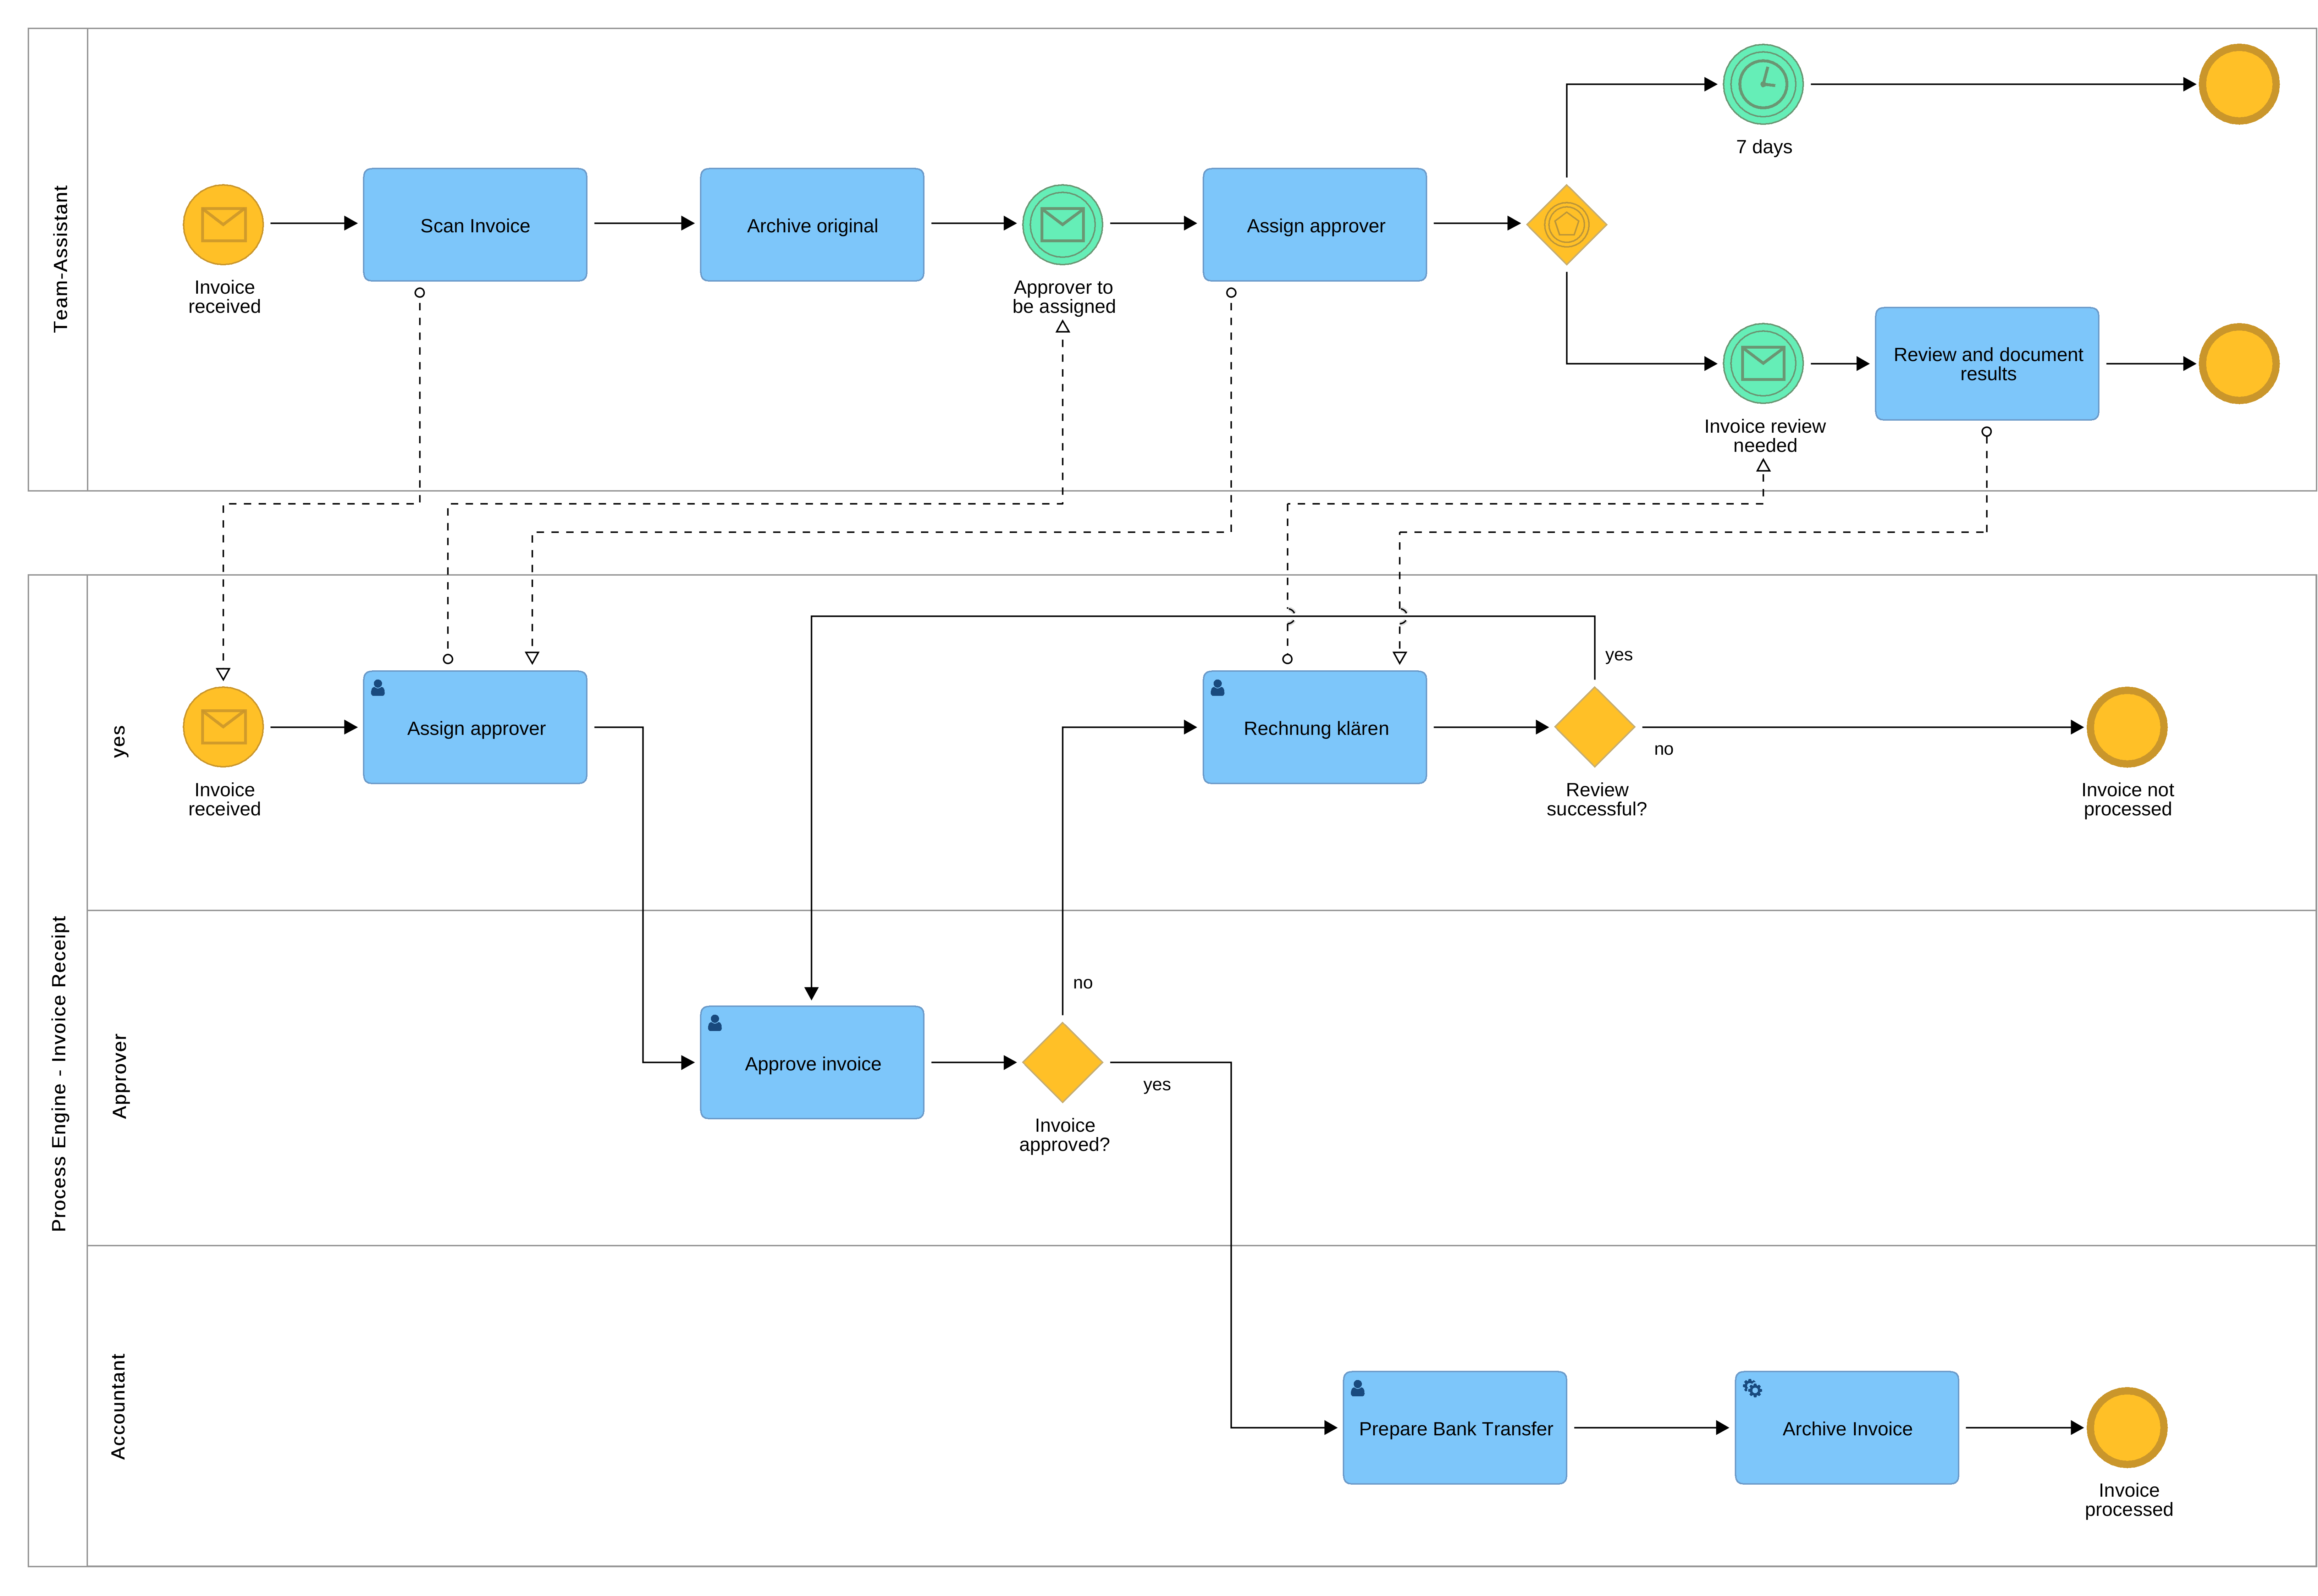 Team-Assistant
7 days
Scan Invoice
Archive original
Assign approver
Invoice
received
Approver to
be assigned
Review and document
results
Invoice review
needed
Process Engine - Invoice Receipt
yes
yes
Assign approver
Rechnung klären
no
Invoice
received
Review
successful?
Invoice not
processed
Approver
no
Approve invoice
yes
Invoice
approved?
Accountant
Prepare Bank Transfer
Archive Invoice
Invoice
processed